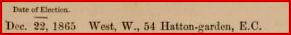 Date of Election.
Dec. 22, 1865 West, W., 54 Hatton-garden, E.C.